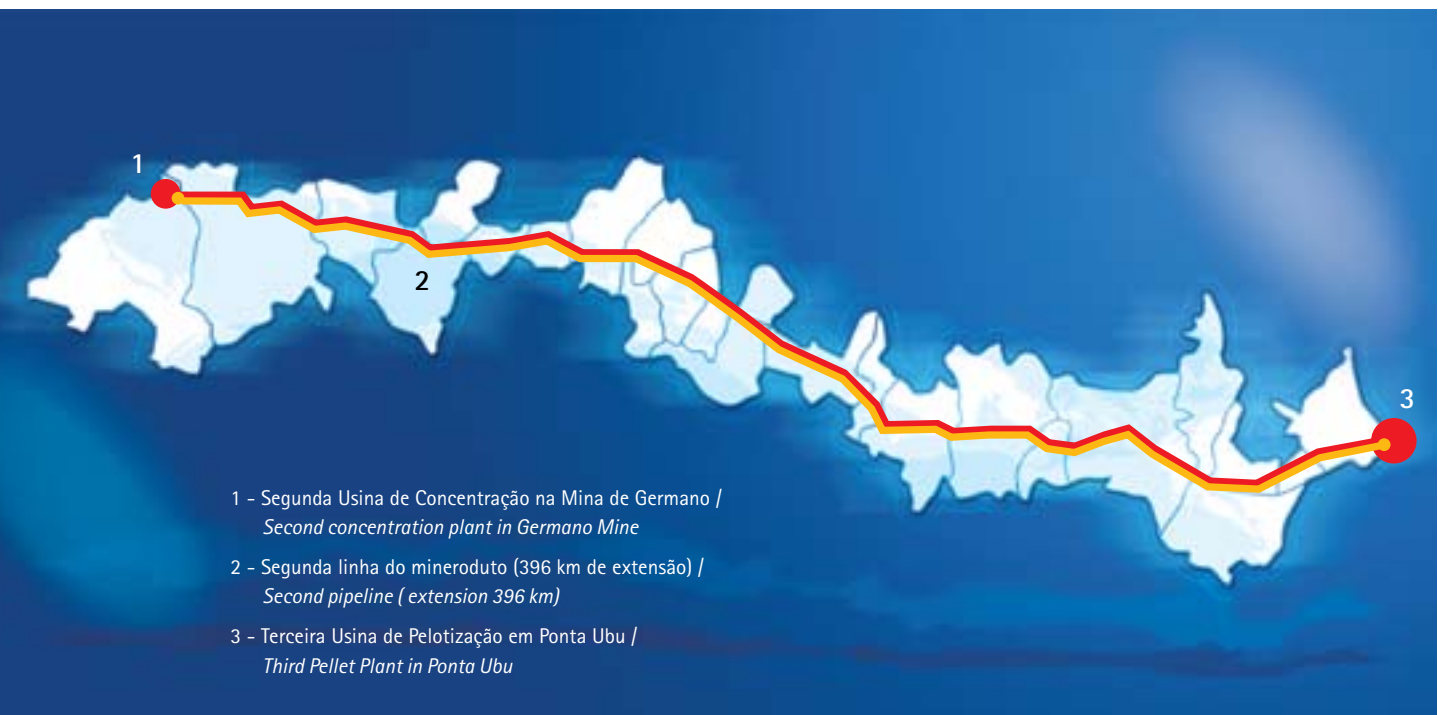 1
2
3
1 - Segunda Usina de Concentração na Mina de Germano /
Second concentration plant in Germano Mine
2 - Segunda linha do mineroduto (396 km de extensão) /
Second pipeline ( extension 396 km)
3 - Terceira Usina de Pelotização em Ponta Ubu /
Third Pellet Plant in Ponta Ubu